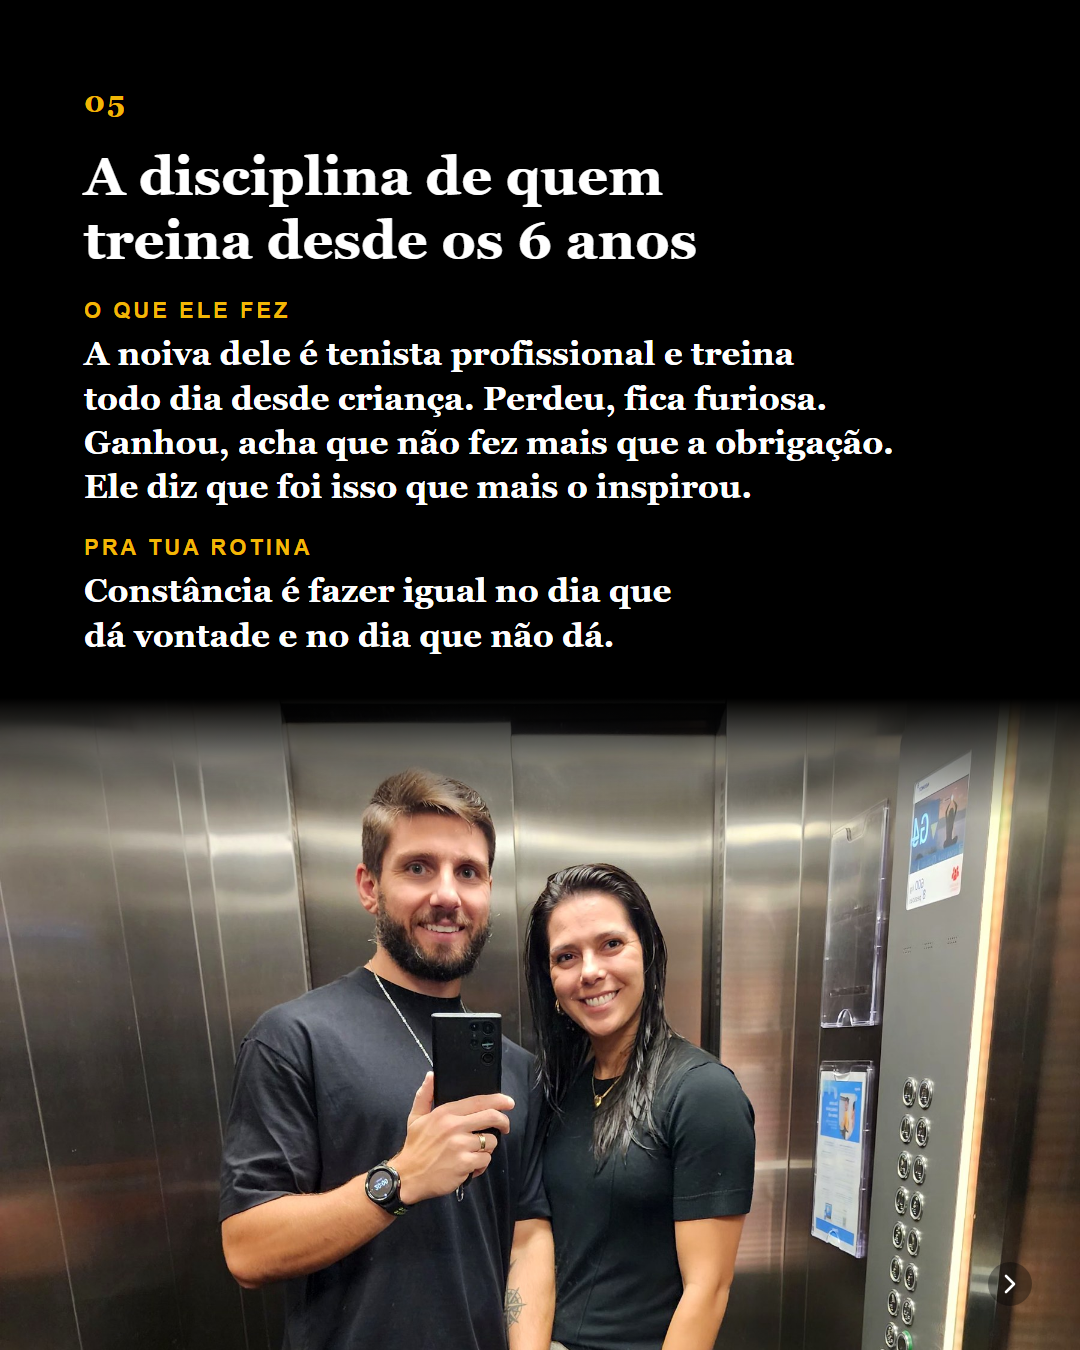 05
A disciplina de quem
treina desde os 6 anos
O QUE ELE FEZ
A noiva dele é tenista profissional e treina
todo dia desde criança. Perdeu, fica furiosa.
Ganhou, acha que não fez mais que a obrigação.
Ele diz que foi isso que mais o inspirou.
PRA TUA ROTINA
Constância é fazer igual no dia que
dá vontade e no dia que não dá.